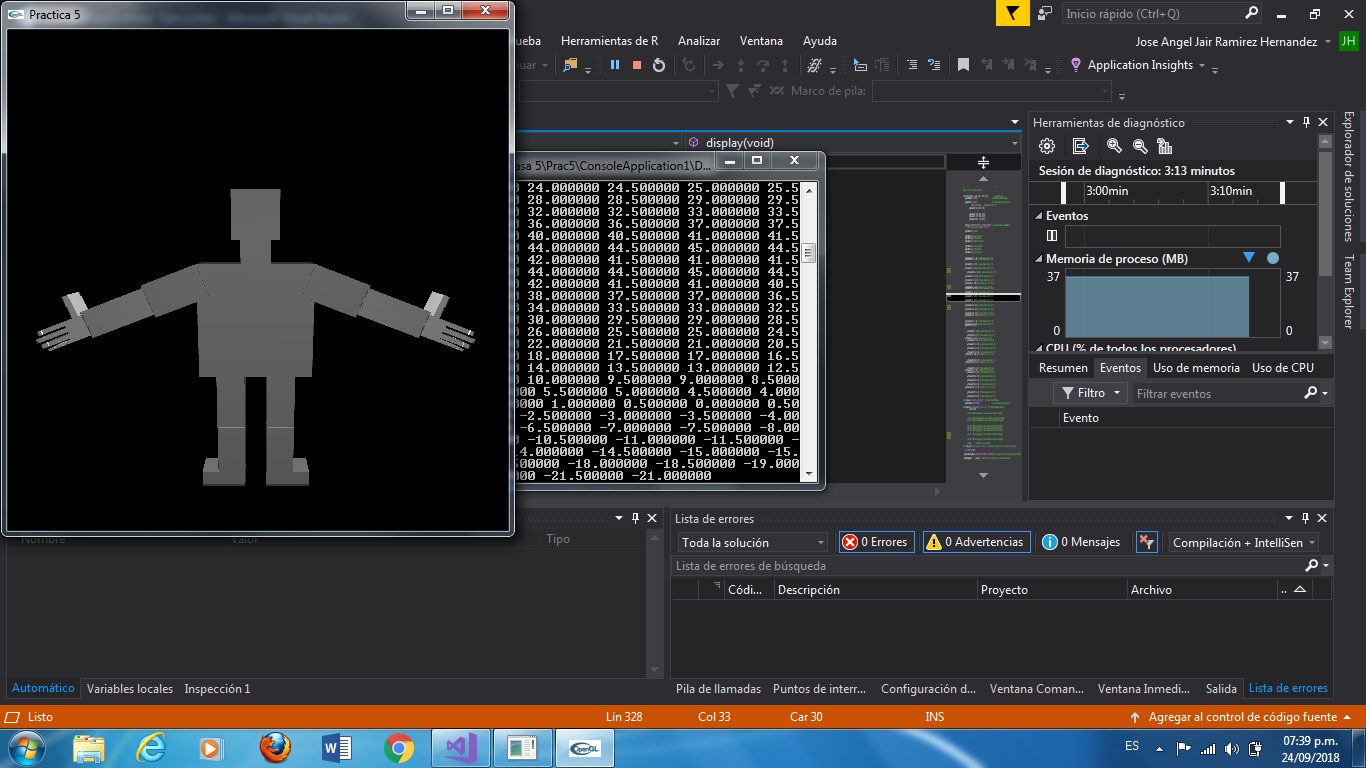 Practica 5
Inicio rápido (Ctrl+Q)
ueba Herramientas de R Analizar Ventana Ayuda
Jose Angel Jair Ramirez Hernandez
JH
nuar
Application Insights
Marco de pila:
display(void)
asa 5\Prac5\ConsoleApplication1\D...
24.000000 24.500000 25.000000 25.5
28.000000 28.500000 29.000000 29.5
36.000000 32.500000 33.000000 33.5
36.000000 36.500000 37.000000 37.5
40.000000 40.500000 41.000000 41.5
44.000000 44.500000 45.000000 44.5
42.000000 41.500000 41.000000 41.5
44.000000 44.500000 45.000000 44.5
42.000000 41.500000 41.000000 40.5
38.000000 37.500000 37.000000 36.5
34.000000 33.500000 33.000000 32.5
30.000000 29.500000 29.000000 28.5
26.000000 25.500000 25.000000 24.5
22.000000 21.500000 21.000000 20.5
18.000000 17.500000 17.000000 16.5
14.000000 13.500000 13.000000 12.5
10.000000 9.500000 9.000000 8.5000
000 5.500000 5.000000 4.500000 4.000
0000 1.000000 0.500000 0.000000 0.50
-2.500000 -3.000000 -3.500000 -4.00
-6.500000 -7.000000 -7.500000 -8.00
-10.500000 -11.000000 -11.500000 -
4.000000 -14.500000 -15.000000 -15.
.500000 -18.000000 -18.500000 -19.000
000 -21.500000 -21.000000
Herramientas de diagnóstico
Sesión de diagnóstico: 3:13 minutos
3:00min 3:10min
Eventos
Memoria de proceso (MB)
37 37
0 0
CPU (% de todos los procesadores)
Resumen Eventos Uso de memoria Uso de CPU
Filtro Filtrar eventos
Evento
Explorador de soluciones
Team Explorer
Nombre Valor Tipo
Automático Variables locales Inspección 1
Lista de errores
Toda la solución 0 Errores 0 Advertencias 0 Mensajes Compilación + IntelliSen
Lista de errores de búsqueda
Códi... Descripción Proyecto Archivo ..
Pila de llamadas Puntos de interr... Configuración d... Ventana Coman... Ventana Inmedi... Salida Lista de errores
Listo Lín 328 Col 33 Car 30 INS Agregar al control de código fuente
OpenGL
ES
07:39 p.m.
24/09/2018